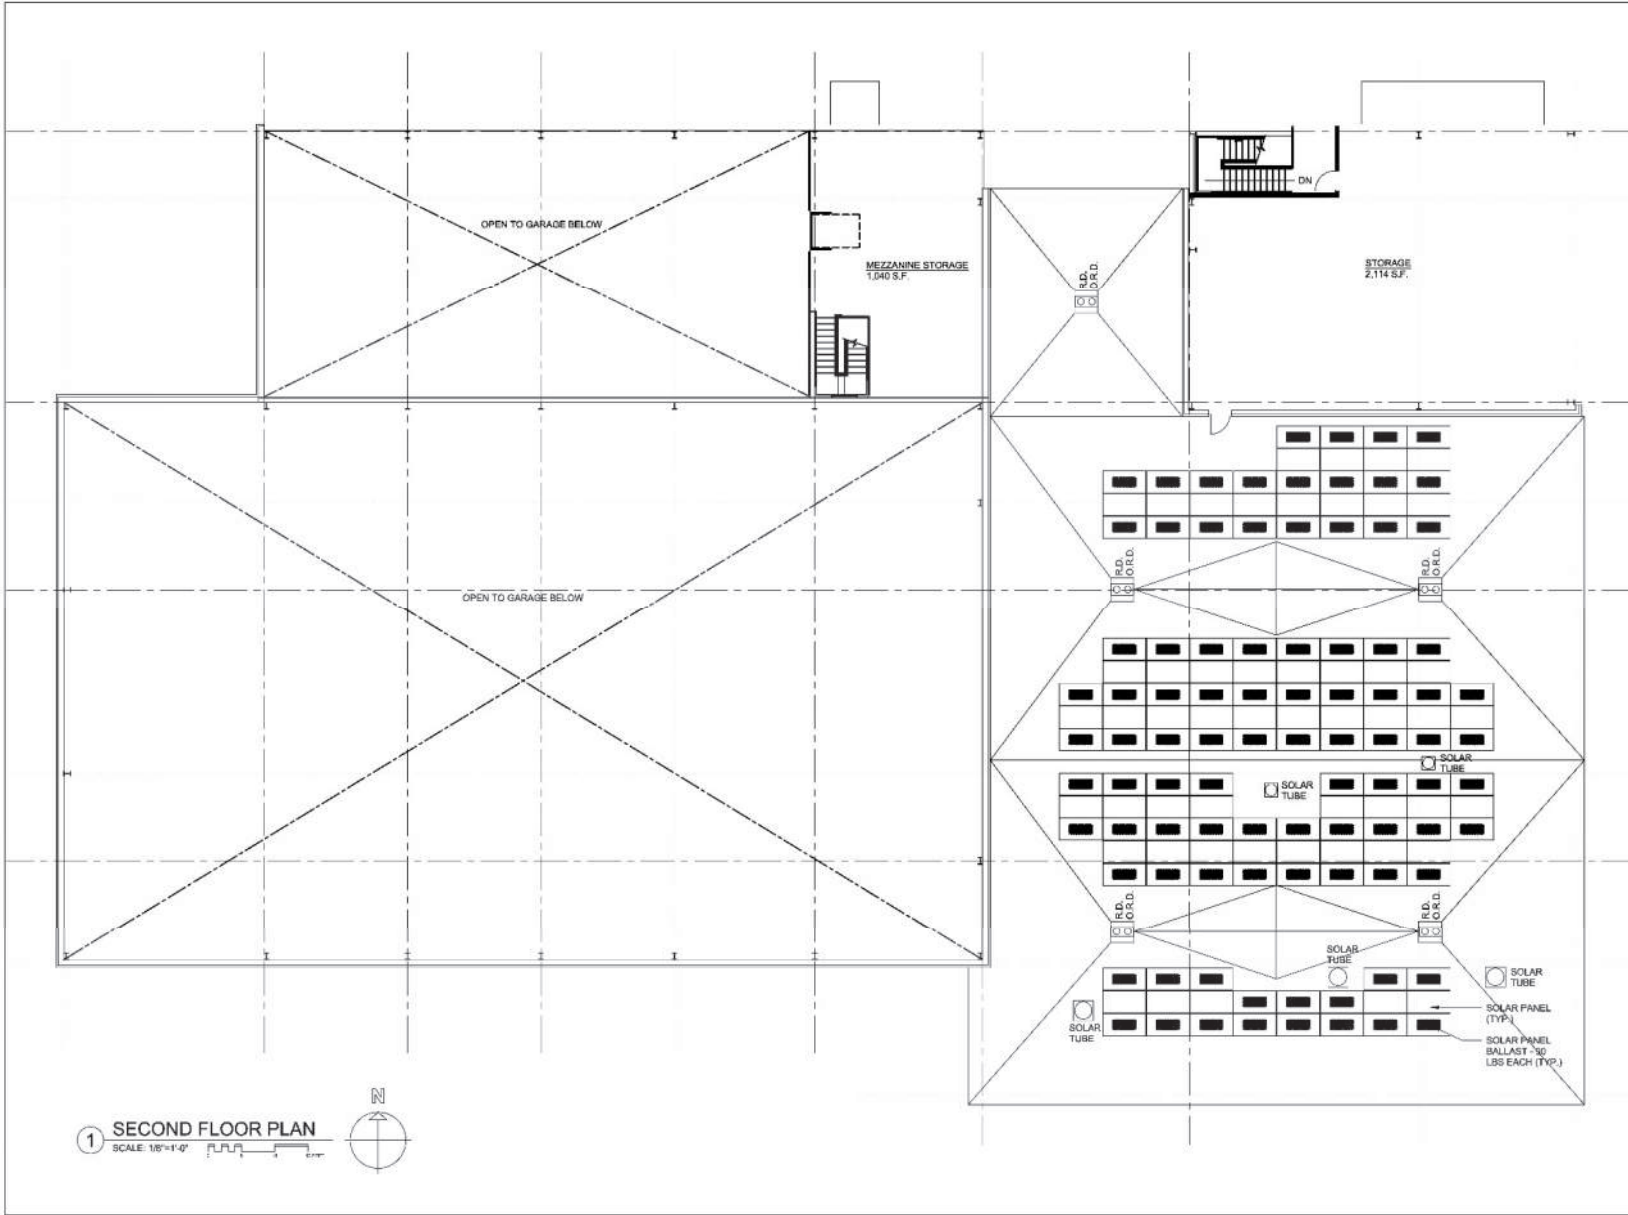 DN
OPEN TO GARAGE BELOW
MEZZANINE STORAGE
1,040 S.F.
R.D.
O.R.D.
STORAGE
2,114 S.F.
R.D.
O.R.D.
R.D.
O.R.D.
OPEN TO GARAGE BELOW
SOLAR
TUBE
SOLAR
TUBE
R.D.
O.R.D.
R.D.
O.R.D.
SOLAR
TUBE
SOLAR
TUBE
SOLAR
TUBE
SOLAR PANEL
(TYP.)
SOLAR PANEL
BALLAST - 50
LBS EACH (TYP.)
N
1
SECOND FLOOR PLAN
SCALE: 1/8"=1'-0"